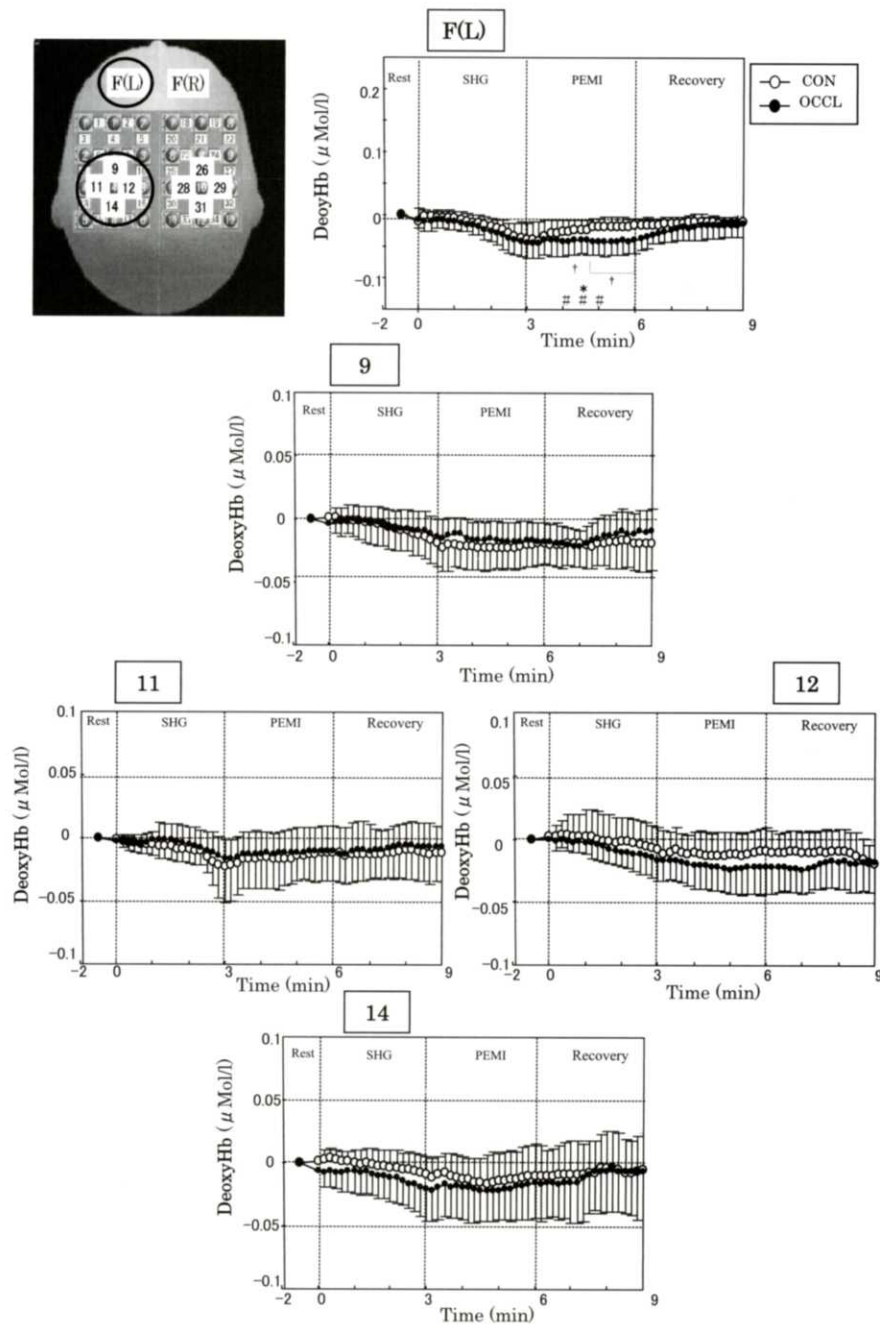 F(L)
F(L) F(R)
9
11 12
14
26
28 29
31
Rest SHG PEMI Recovery
CON
OCCL
DeoyHb ( μ Mol/l)
0.2
0.1
0
−0.1
†
†
*
# # #
−2 0 3 6 9
Time (min)
9
Rest SHG PEMI Recovery
DeoxyHb ( μ Mol/l)
0.1
0.05
0
−0.05
−0.1
−2 0 3 6 9
Time (min)
11
Rest SHG PEMI Recovery
DeoxyHb ( μ Mol/l)
0.1
0.05
0
−0.05
−0.1
−2 0 3 6 9
Time (min)
12
Rest SHG PEMI Recovery
DeoxyHb ( μ Mol/l)
0.1
0.05
0
−0.05
−0.1
−2 0 3 6 9
Time (min)
14
Rest SHG PEMI Recovery
DeoxyHb ( μ Mol/l)
0.1
0.05
0
−0.05
−0.1
−2 0 3 6 9
Time (min)